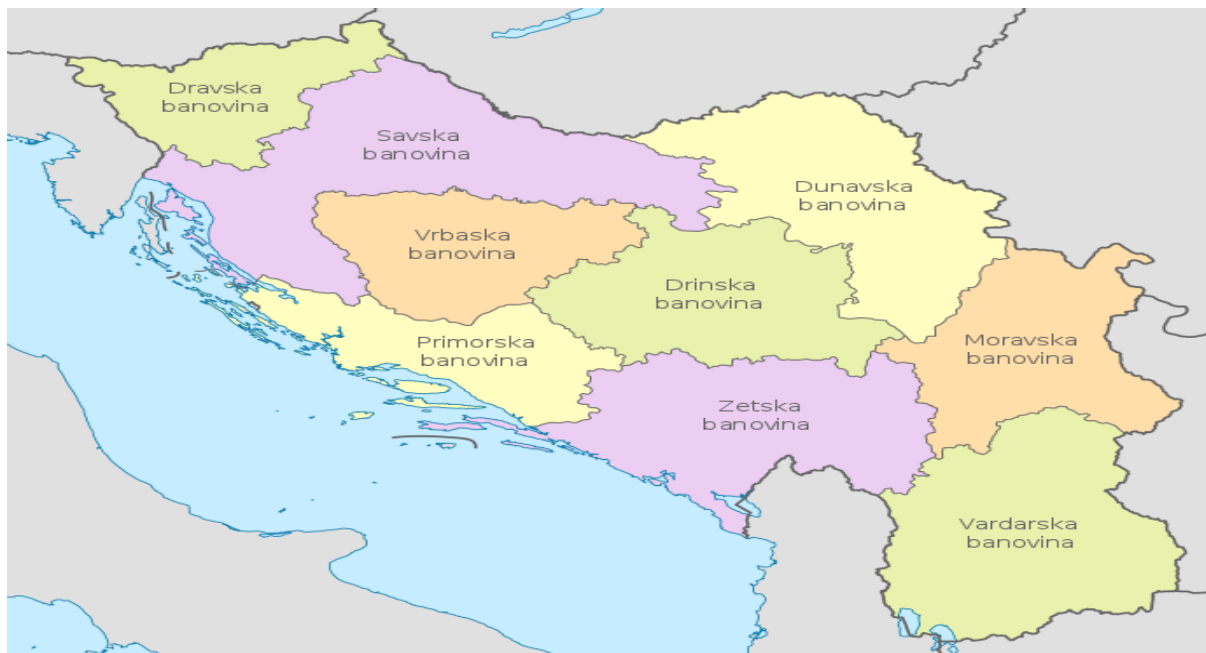 Dravska
banovina
Savska
banovina
Dunavska
banovina
Vrbaska
banovina
Drinska
banovina
Primorska
banovina
Moravska
banovina
Zetska
banovina
Vardarska
banovina